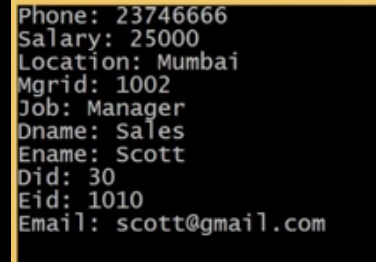 Phone: 23746666
Salary: 25000
Location: Mumbai
Mgrid: 1002
Job: Manager
Dname: Sales
Ename: Scott
Did: 30
Eid: 1010
Email: scott@gmail.com